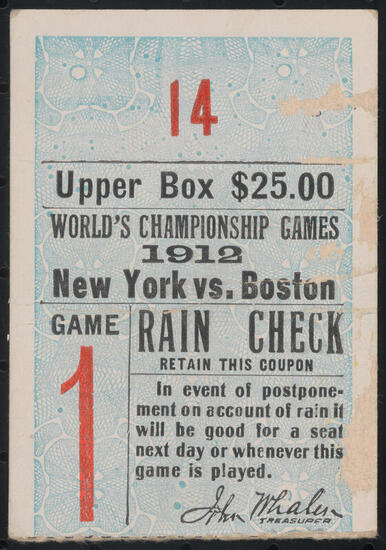 14
Upper Box $25.00
WORLD'S CHAMPIONSHIP GAMES
1912
New York vs. Boston
GAME
1
RAIN CHECK
RETAIN THIS COUPON
In event of postpone-
ment on account of rain it
will be good for a seat
next day or whenever this
game is played.
John Whalen
TREASURER